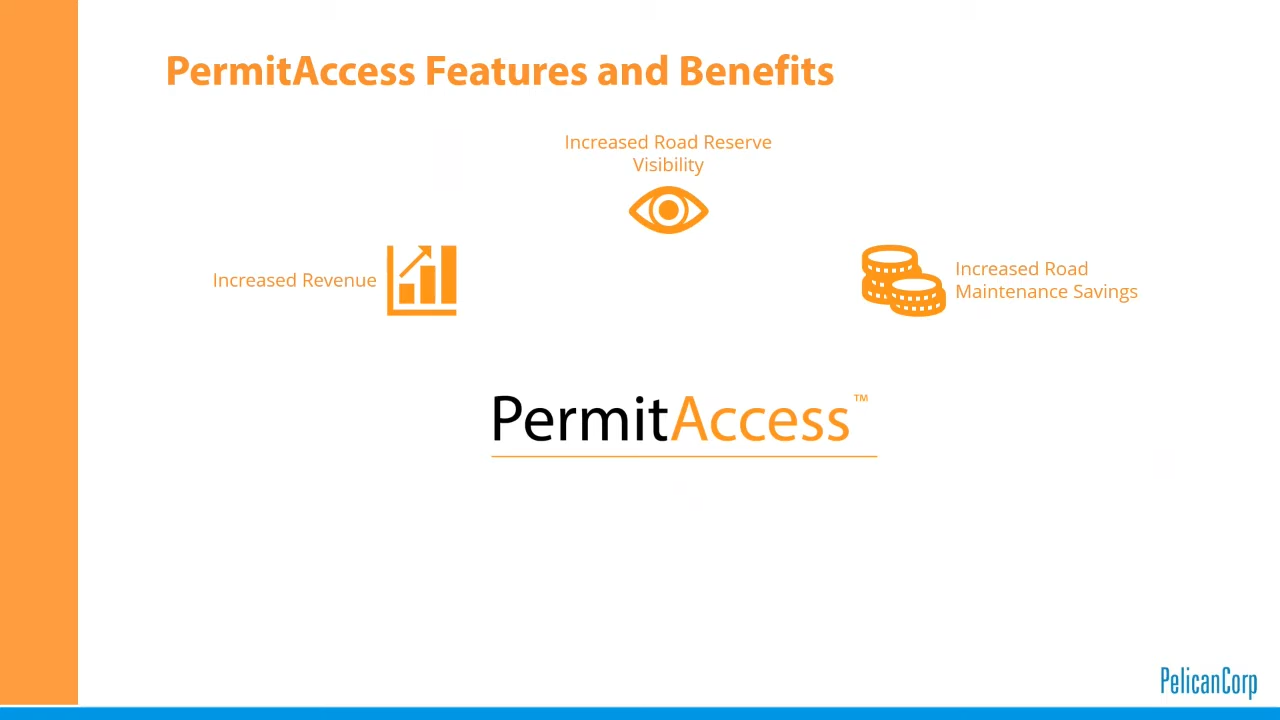 PermitAccess Features and Benefits
Increased Road Reserve
Visibility
Increased Revenue
Increased Road
Maintenance Savings
PermitAccess™
PelicanCorp